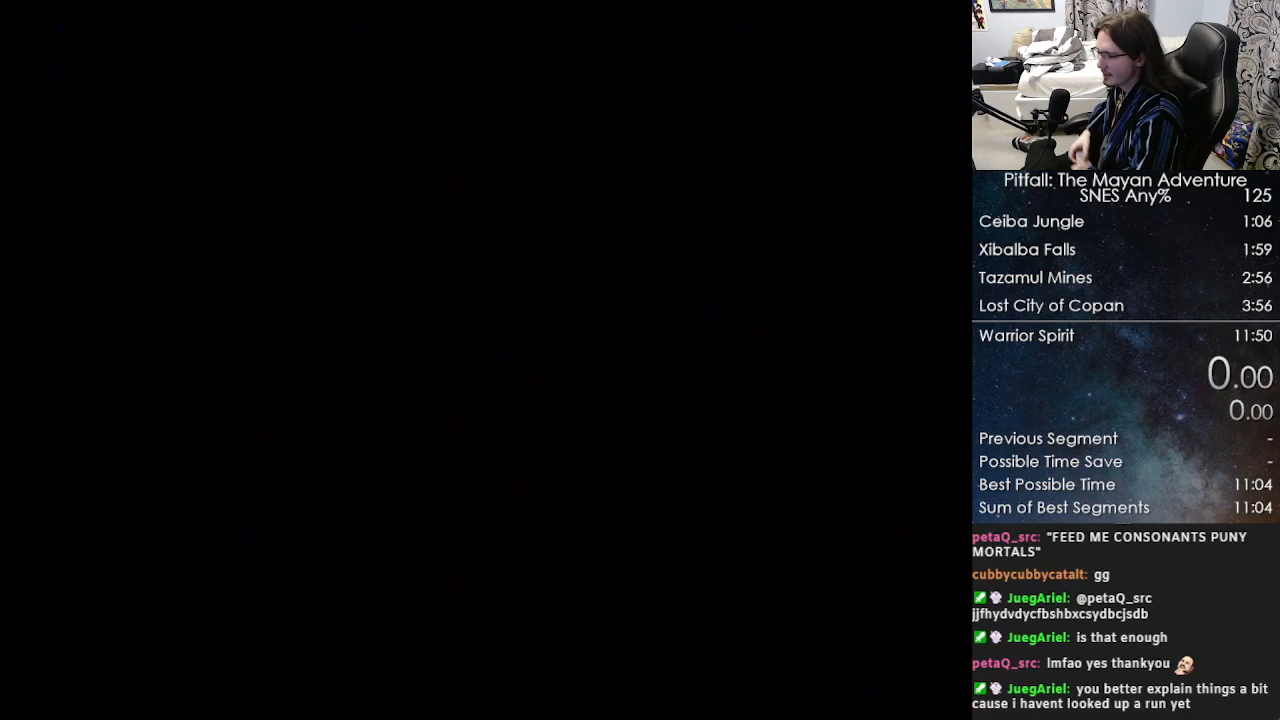 Pitfall: The Mayan Adventure
SNES Any% 125
Ceiba Jungle 1:06
Xibalba Falls 1:59
Tazamul Mines 2:56
Lost City of Copan 3:56
Warrior Spirit 11:50
0.00
0.00
Previous Segment -
Possible Time Save -
Best Possible Time 11:04
Sum of Best Segments 11:04
petaQ_src: "FEED ME CONSONANTS PUNY
MORTALS"
cubbycubbycatalt: gg
JuegAriel: @petaQ_src
jjfhydvdycfbshbxcsydbcjsdb
JuegAriel: is that enough
petaQ_src: lmfao yes thankyou
JuegAriel: you better explain things a bit
cause i havent looked up a run yet